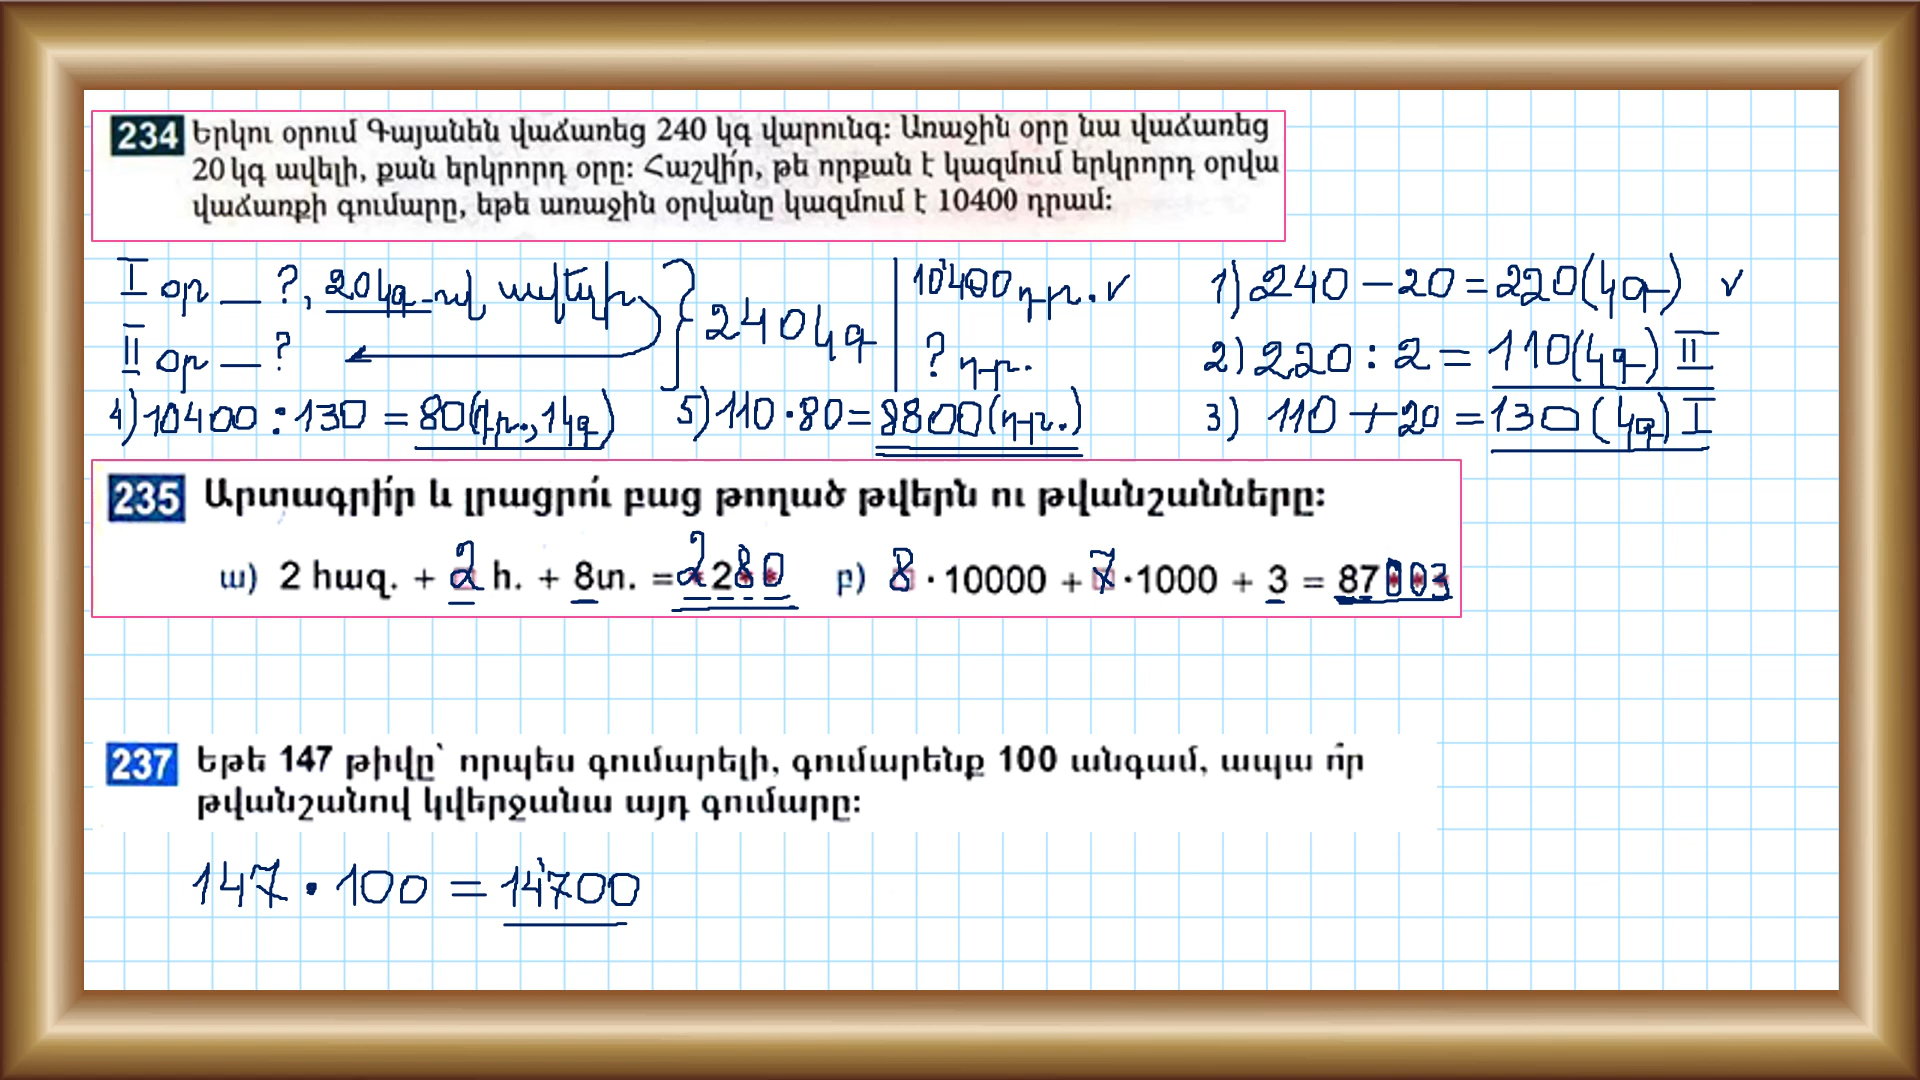 234 Երկու օրում Գայանեն վաճառեց 240 կգ վարունգ: Առաջին օրը նա վաճառեց
20 կգ ավելի, քան երկրորդ օրը: Հաշվի՛ր, թե որքան է կազմում երկրորդ օրվա
վաճառքի գումարը, եթե առաջին օրվանը կազմում է 10400 դրամ:
I օր _ ?, 20կգ-ով ավելի } 240կգ | 10'400 դր. ✓
II օր _ ? | ? դր.
1) 240 – 20 = 220(կգ) ✓
2) 220 : 2 = 110(կգ) II
3) 110 + 20 = 130(կգ) I
4) 10400 : 130 = 80(դր., 1կգ) 5) 110 · 80 = 8800(դր.)
235 Արտագրի՛ր և լրացրո՛ւ բաց թողած թվերն ու թվանշանները:
ա) 2 հազ. + 2 հ. + 8տ. = 2280 բ) 8 · 10000 + 7 · 1000 + 3 = 87003
237 Եթե 147 թիվը՝ որպես գումարելի, գումարենք 100 անգամ, ապա ո՞ր
թվանշանով կվերջանա այդ գումարը:
147 · 100 = 14'700